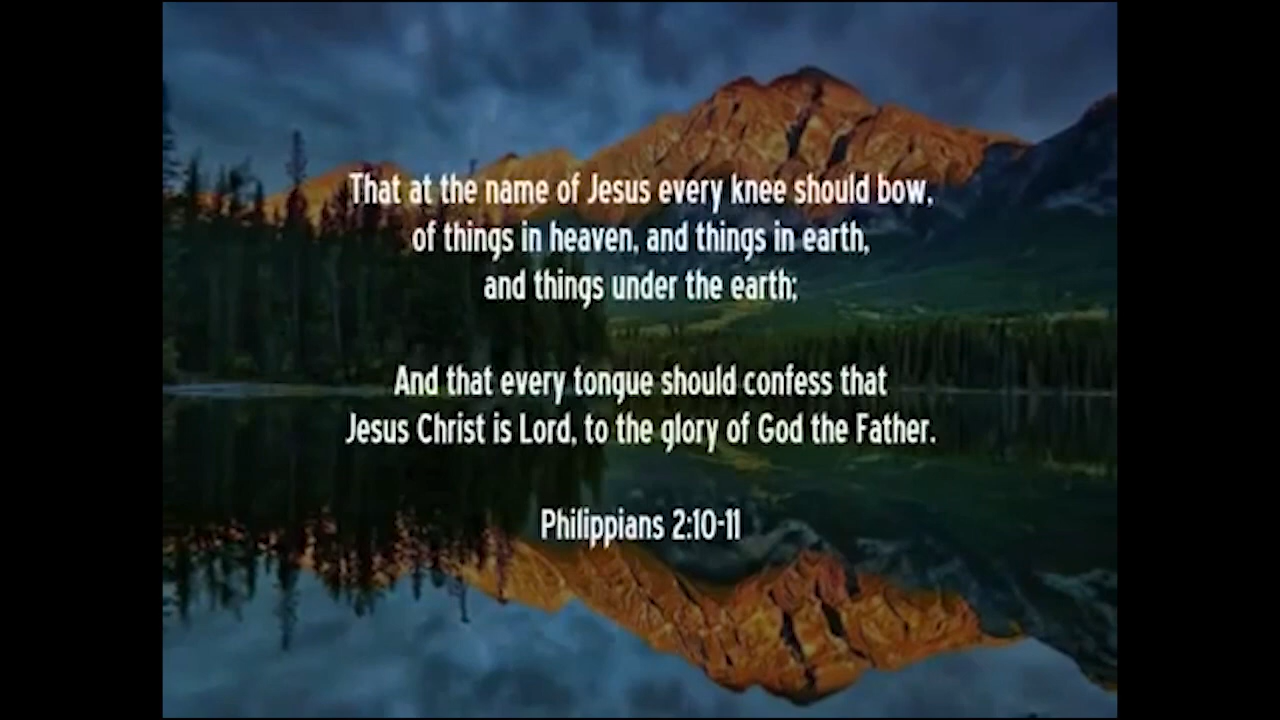 That at the name of Jesus every knee should bow,
of things in heaven, and things in earth,
and things under the earth;
And that every tongue should confess that
Jesus Christ is Lord, to the glory of God the Father.
Philippians 2:10-11